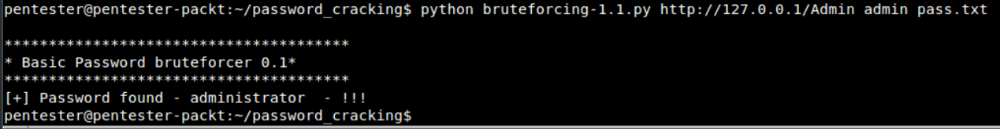 pentester@pentester-packt:~/password_cracking$ python bruteforcing-1.1.py http://127.0.0.1/Admin admin pass.txt
***************************************
* Basic Password bruteforcer 0.1*
***************************************
[+] Password found - administrator  - !!!
pentester@pentester-packt:~/password_cracking$